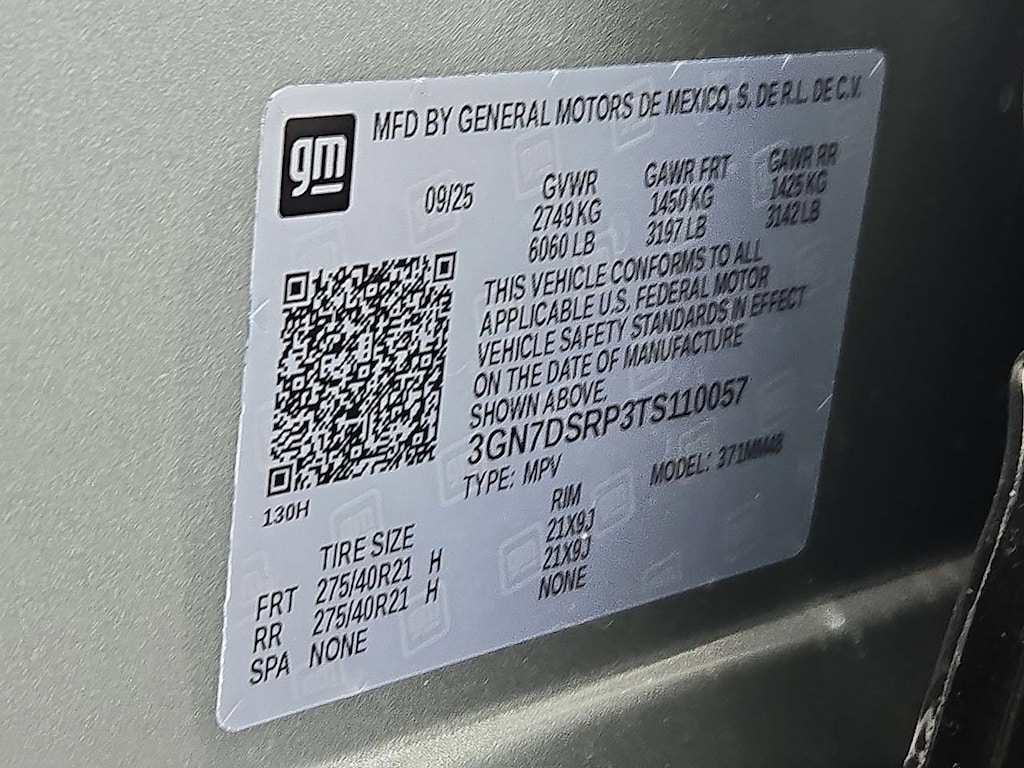 gm
MFD BY GENERAL MOTORS DE MEXICO, S. DE R.L. DE C.V.
09/25 GVWR GAWR FRT GAWR RR
2749 KG 1450 KG 1425 KG
6060 LB 3197 LB 3142 LB
THIS VEHICLE CONFORMS TO ALL
APPLICABLE U.S. FEDERAL MOTOR
VEHICLE SAFETY STANDARDS IN EFFECT
ON THE DATE OF MANUFACTURE
SHOWN ABOVE.
3GN7DSRP3TS110057
TYPE: MPV MODEL: 371MM48
130H
TIRE SIZE RIM
FRT 275/40R21 H 21X9J
RR 275/40R21 H 21X9J
SPA NONE NONE